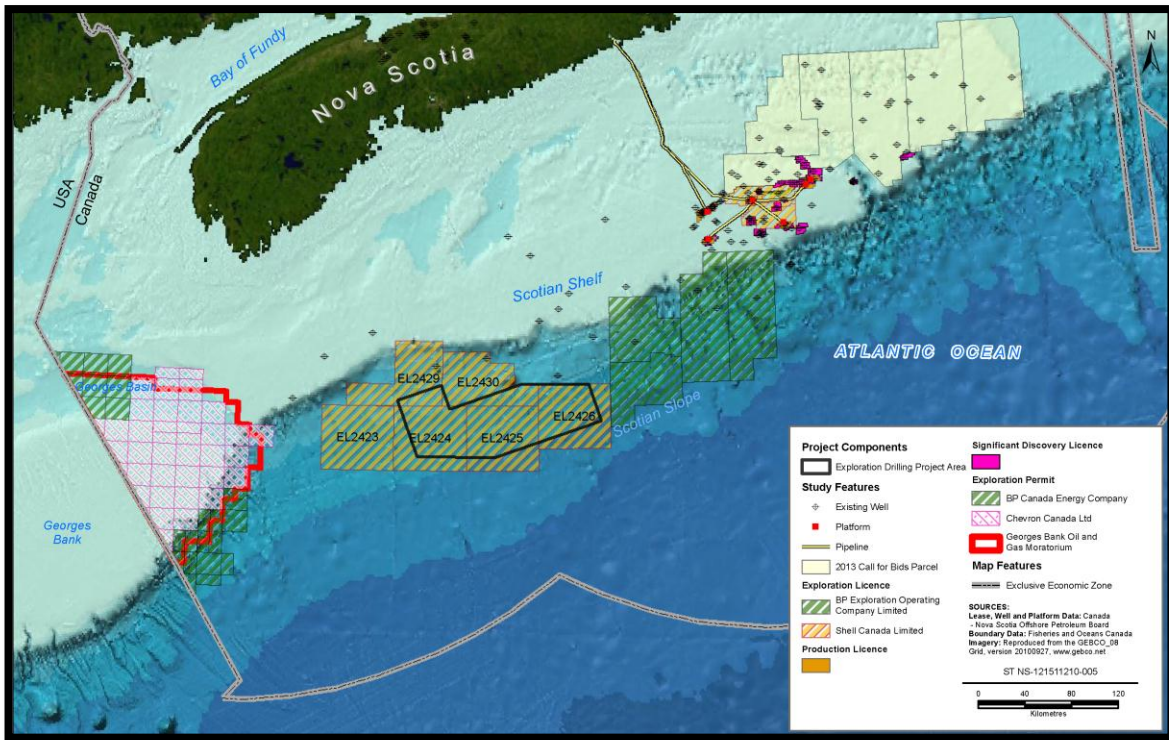 Bay of Fundy
Nova Scotia
N
USA
Canada
Scotian Shelf
ATLANTIC OCEAN
Georges Basin
EL2429
EL2430
EL2426
EL2423
EL2424
EL2425
Scotian Slope
Georges
Bank
Project Components
Exploration Drilling Project Area
Study Features
Existing Well
Platform
Pipeline
2013 Call for Bids Parcel
Exploration Licence
BP Exploration Operating
Company Limited
Shell Canada Limited
Production Licence
Significant Discovery Licence
Exploration Permit
BP Canada Energy Company
Chevron Canada Ltd
Georges Bank Oil and
Gas Moratorium
Map Features
Exclusive Economic Zone
SOURCES:
Lease, Well and Platform Data: Canada
- Nova Scotia Offshore Petroleum Board
Boundary Data: Fisheries and Oceans Canada
Imagery: Reproduced from the GEBCO_08
Grid, version 20100927, www.gebco.net
ST NS-121511210-005
0 40 80 120
Kilometres